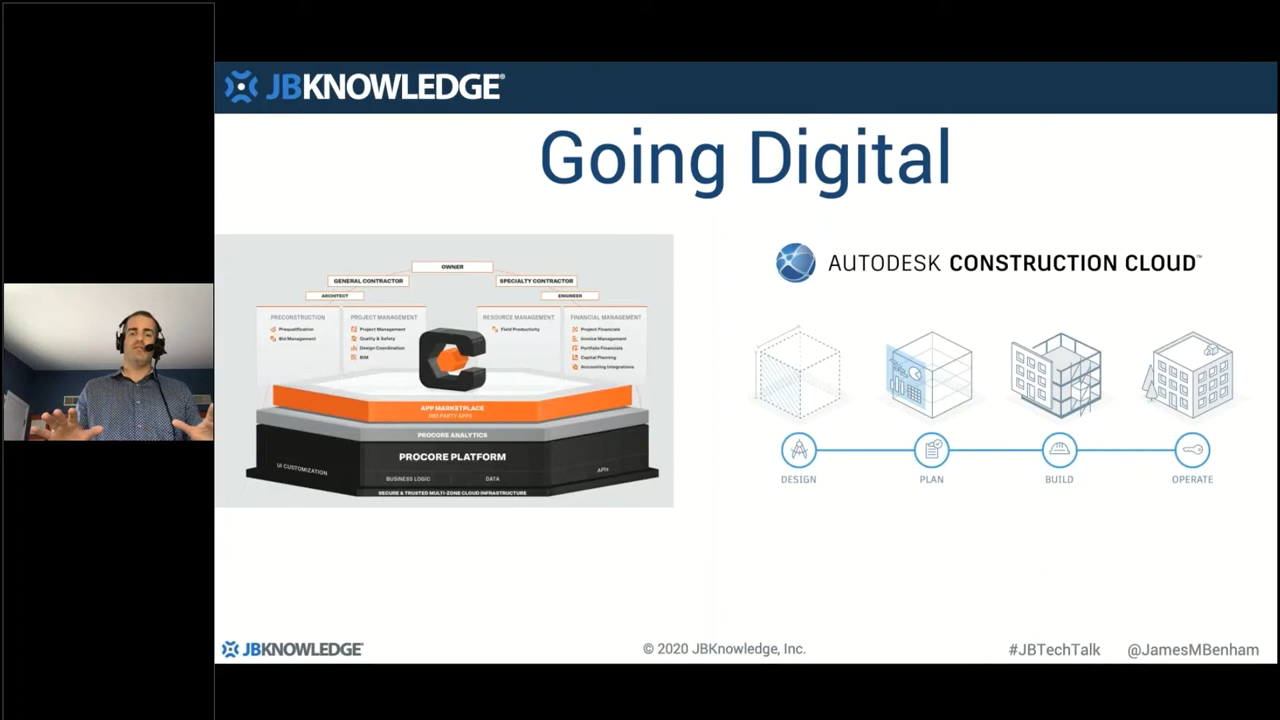 JBKNOWLEDGE®
Going Digital
OWNER
GENERAL CONTRACTOR
SPECIALTY CONTRACTOR
ARCHITECT
ENGINEER
PRECONSTRUCTION
Prequalification
Bid Management
PROJECT MANAGEMENT
Project Management
Quality & Safety
Design Coordination
BIM
RESOURCE MANAGEMENT
Field Productivity
FINANCIAL MANAGEMENT
Project Financials
Invoice Management
Portfolio Financials
Capital Planning
Accounting Integrations
APP MARKETPLACE
3RD PARTY APPS
PROCORE ANALYTICS
PROCORE PLATFORM
UI CUSTOMIZATION
BUSINESS LOGIC
DATA
APIs
SECURE & TRUSTED MULTI-ZONE CLOUD INFRASTRUCTURE
AUTODESK CONSTRUCTION CLOUD™
DESIGN
PLAN
BUILD
OPERATE
JBKNOWLEDGE
© 2020 JBKnowledge, Inc.
#JBTechTalk
@JamesMBenham